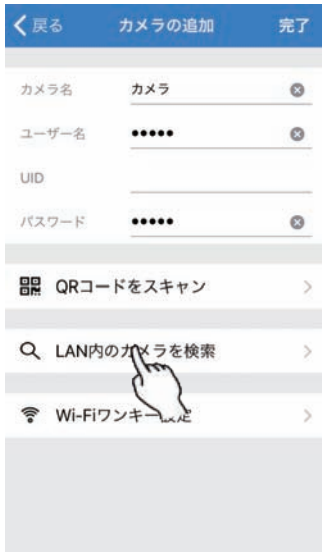 戻る カメラの追加 完了
カメラ名 カメラ
ユーザー名 •••••
UID
パスワード •••••
QRコードをスキャン
LAN内のカメラを検索
Wi-Fiワンキー設定